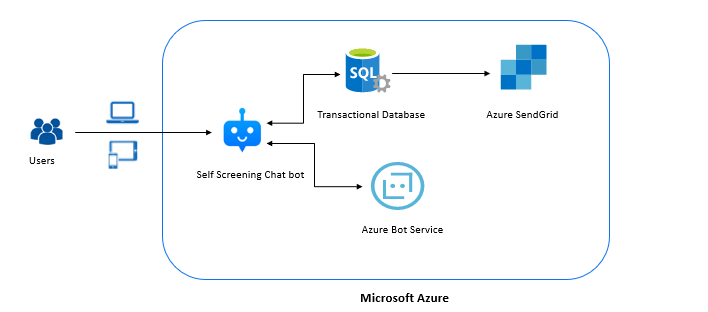 SQL
Transactional Database
Azure SendGrid
Users
Self Screening Chat bot
Azure Bot Service
Microsoft Azure